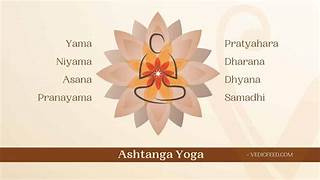 Yama
Niyama
Asana
Pranayama
Pratyahara
Dharana
Dhyana
Samadhi
Ashtanga Yoga
- VEDICFEED.COM